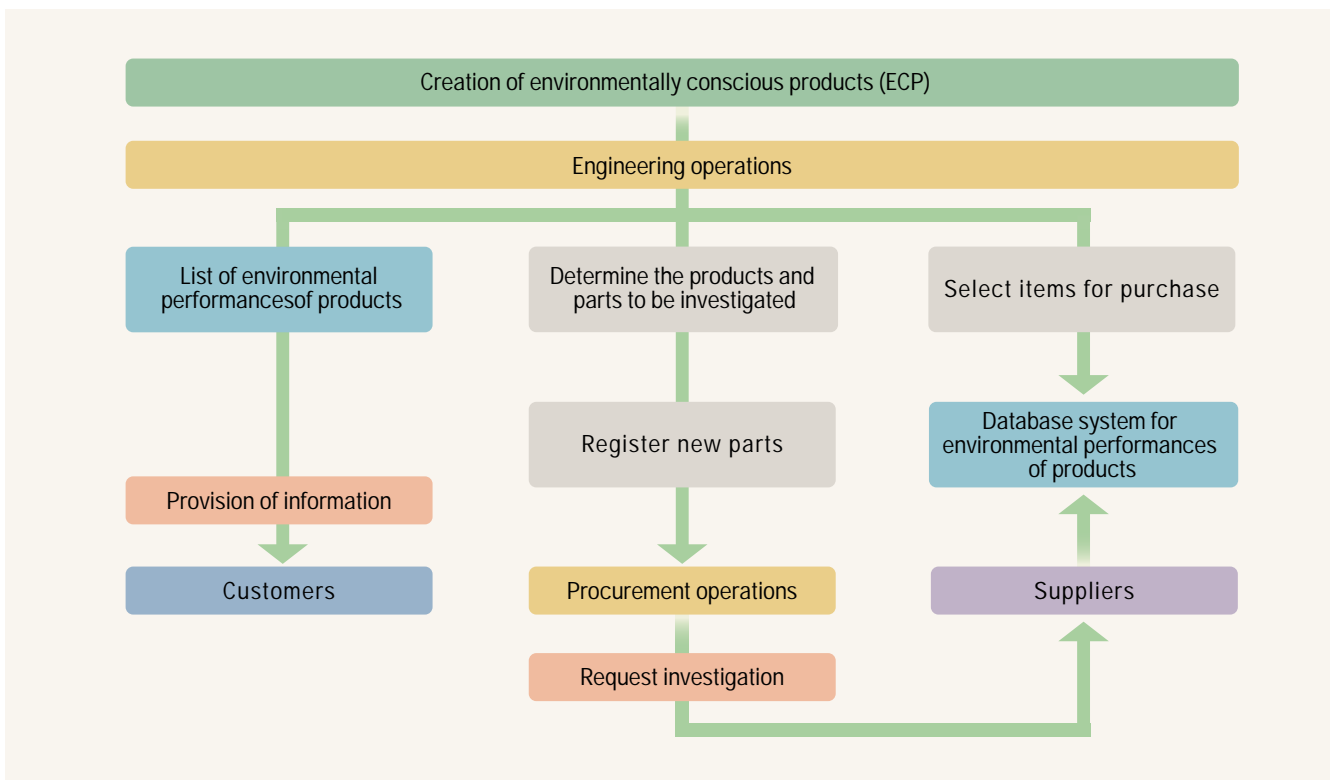 Creation of environmentally conscious products (ECP)
Engineering operations
List of environmental
performancesof products
Determine the products and
parts to be investigated
Select items for purchase
Register new parts
Database system for
environmental performances
of products
Provision of information
Customers
Procurement operations
Suppliers
Request investigation